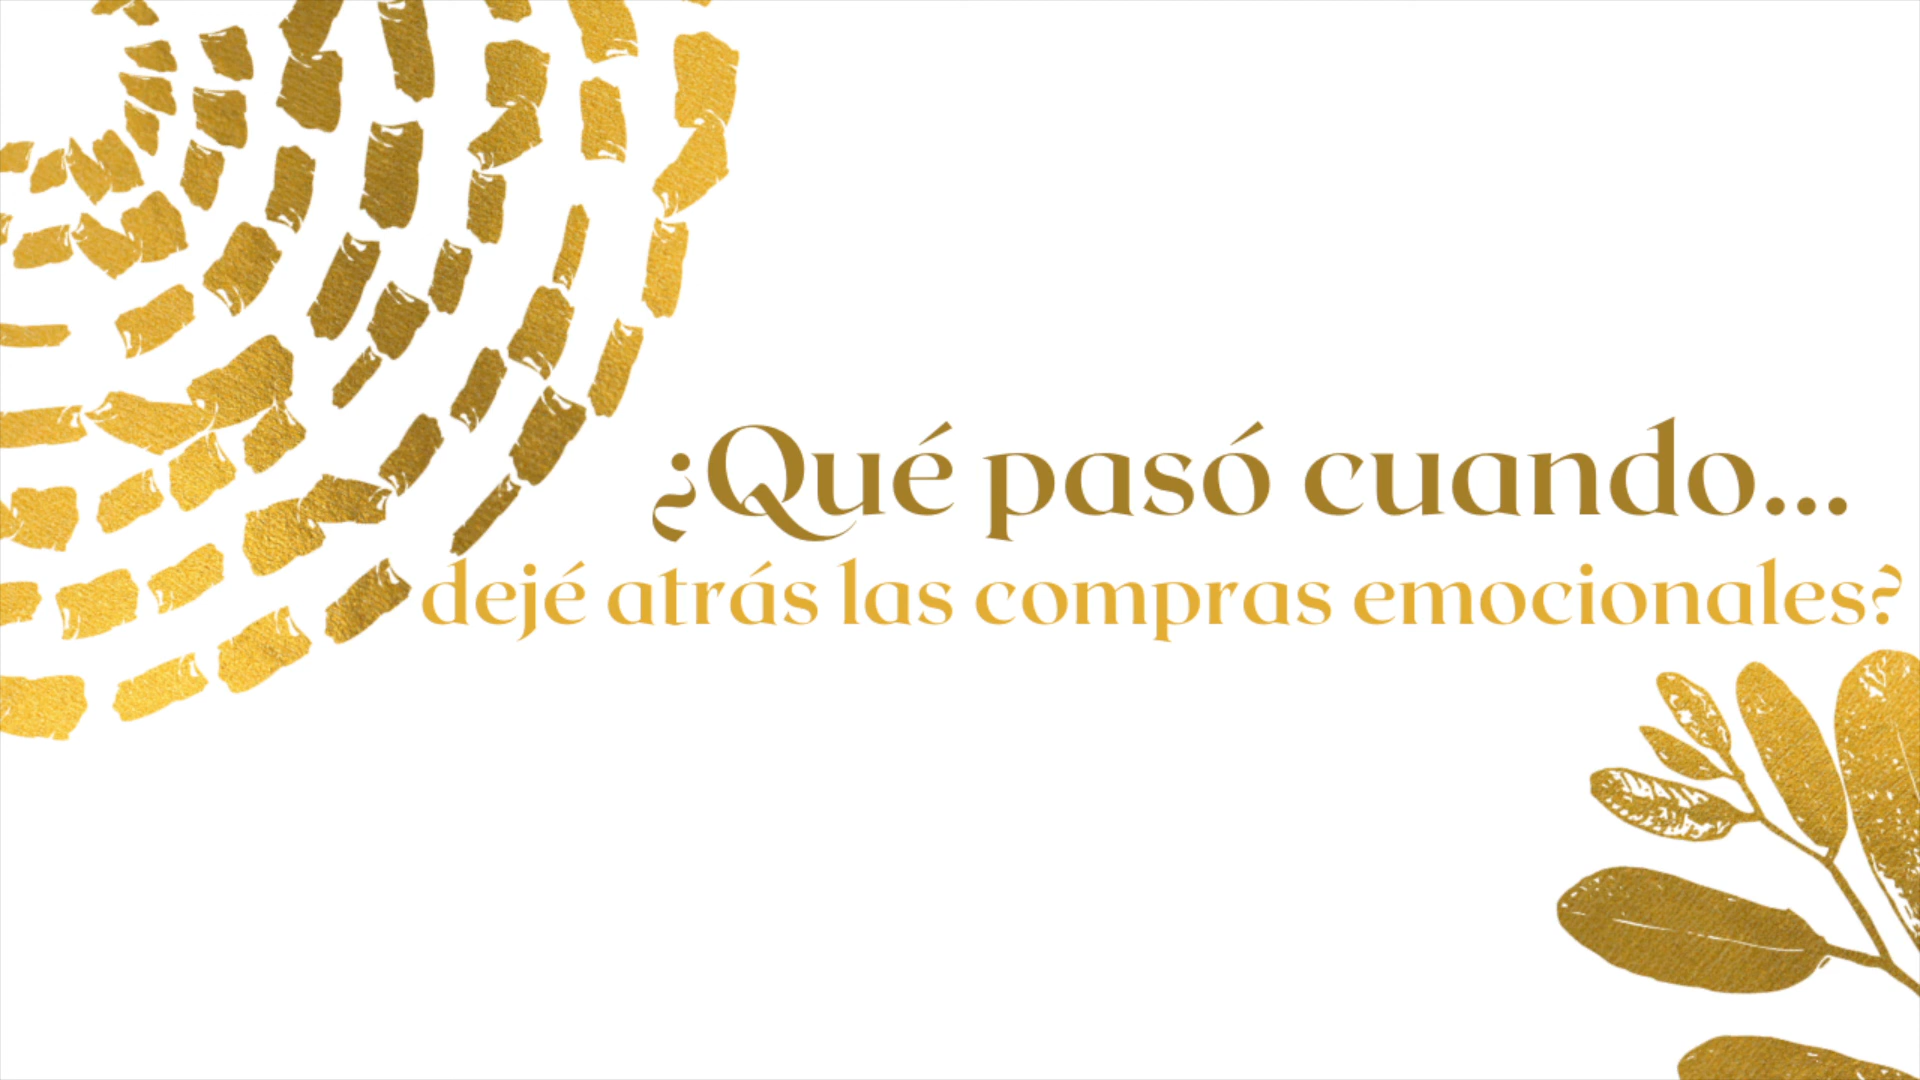 ¿Qué pasó cuando...
dejé atrás las compras emocionales?